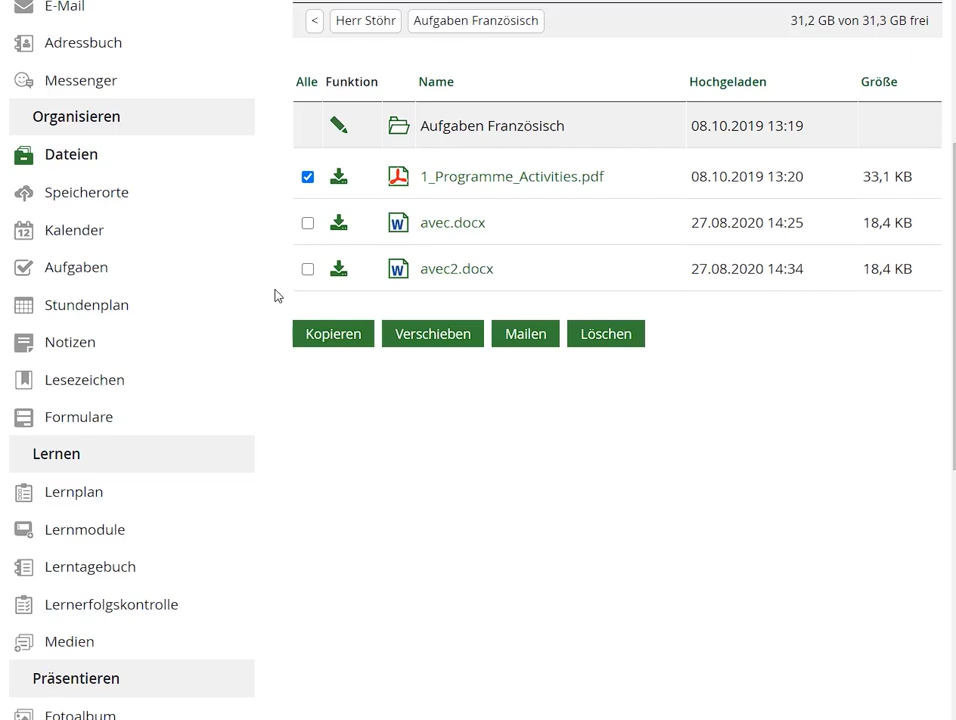 E-Mail
Adressbuch
Messenger
Organisieren
Dateien
Speicherorte
12
Kalender
Aufgaben
Stundenplan
Notizen
Lesezeichen
Formulare
Lernen
Lernplan
Lernmodule
Lerntagebuch
Lernerfolgskontrolle
Medien
Präsentieren
Fotoalbum
< Herr Stöhr Aufgaben Französisch 31,2 GB von 31,3 GB frei
Alle Funktion Name Hochgeladen Größe
Aufgaben Französisch 08.10.2019 13:19
1_Programme_Activities.pdf 08.10.2019 13:20 33,1 KB
W avec.docx 27.08.2020 14:25 18,4 KB
W avec2.docx 27.08.2020 14:34 18,4 KB
Kopieren Verschieben Mailen Löschen